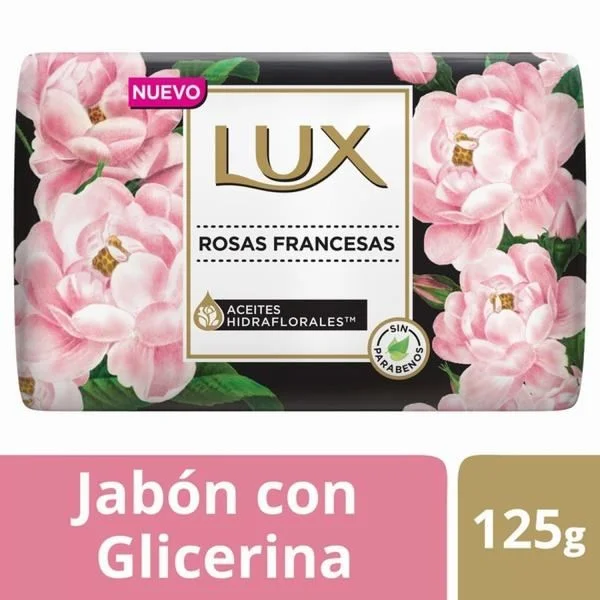 NUEVO
LUX
ROSAS FRANCESAS
ACEITES
HIDRAFLORALES™
SIN
PARABENOS
Jabón con
Glicerina
125g